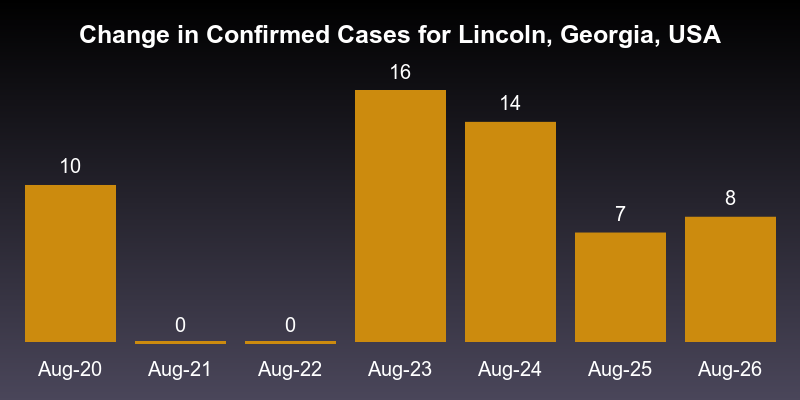 Change in Confirmed Cases for Lincoln, Georgia, USA
10
0
0
16
14
7
8
Aug-20
Aug-21
Aug-22
Aug-23
Aug-24
Aug-25
Aug-26